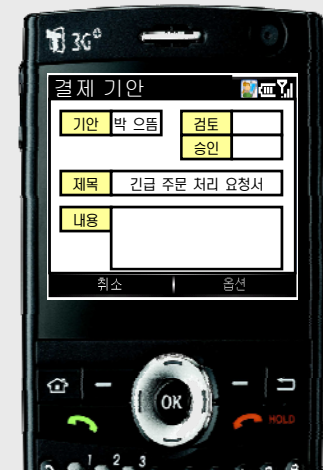 3G+
결제 기안
기안 박 으뜸 검토
승인
제목 긴급 주문 처리 요청서
내용
취소 옵션
OK
HOLD
1 2 3